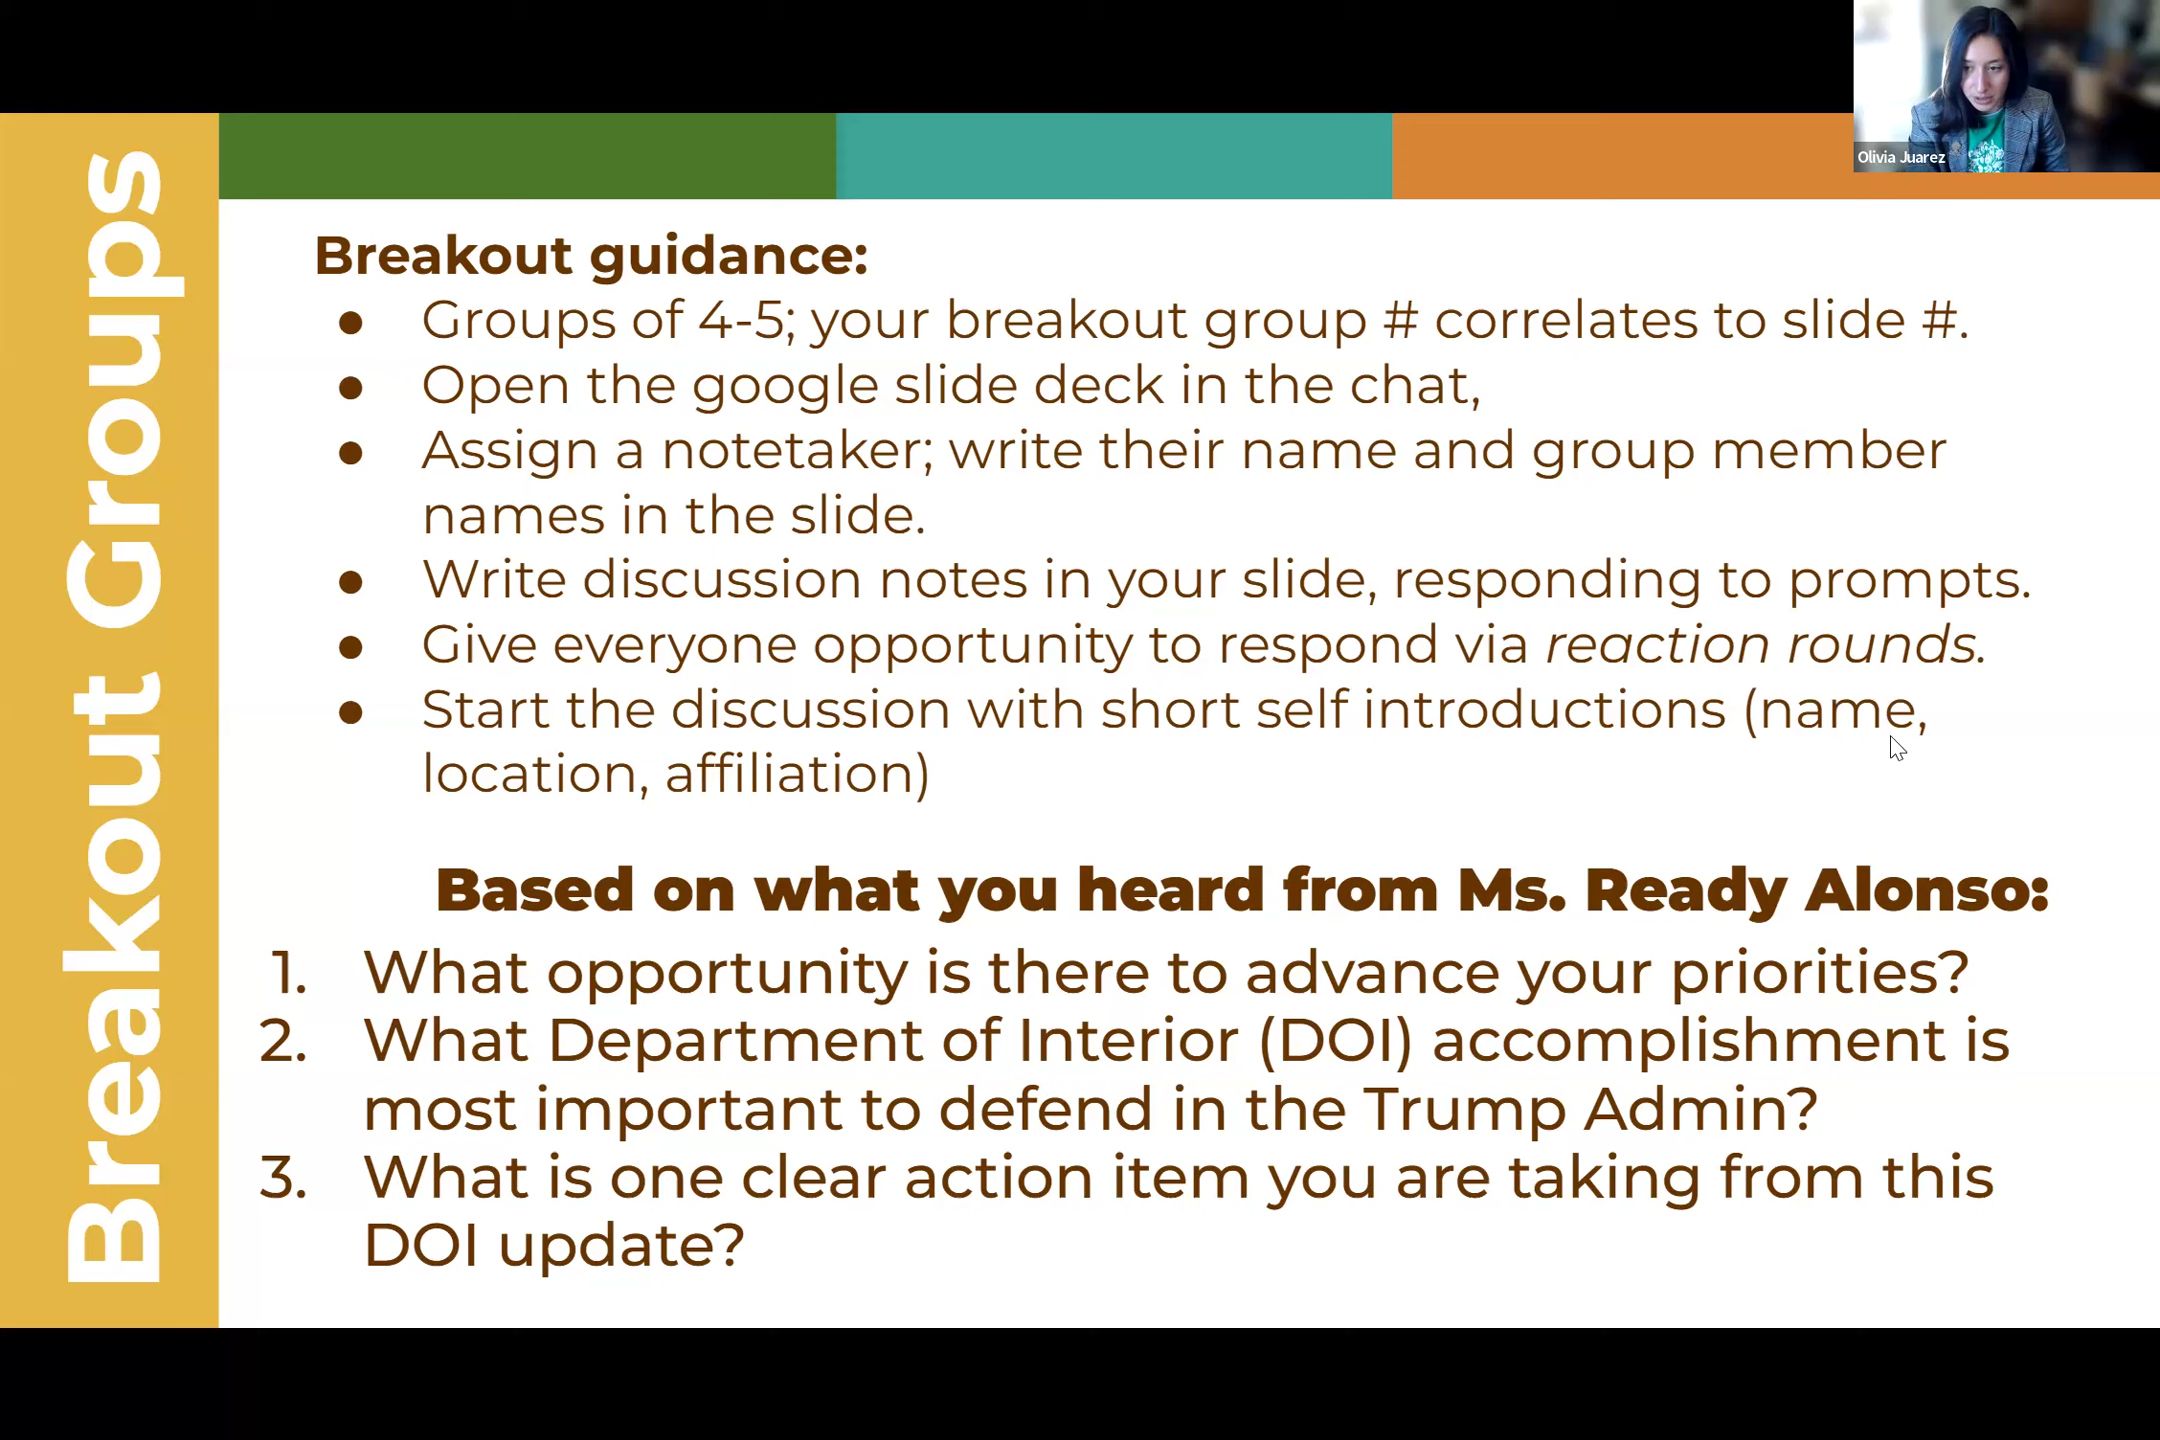 Olivia Juarez
Breakout Groups
Breakout guidance:
● Groups of 4-5; your breakout group # correlates to slide #.
● Open the google slide deck in the chat,
● Assign a notetaker; write their name and group member
names in the slide.
● Write discussion notes in your slide, responding to prompts.
● Give everyone opportunity to respond via reaction rounds.
● Start the discussion with short self introductions (name,
location, affiliation)
Based on what you heard from Ms. Ready Alonso:
1. What opportunity is there to advance your priorities?
2. What Department of Interior (DOI) accomplishment is
most important to defend in the Trump Admin?
3. What is one clear action item you are taking from this
DOI update?